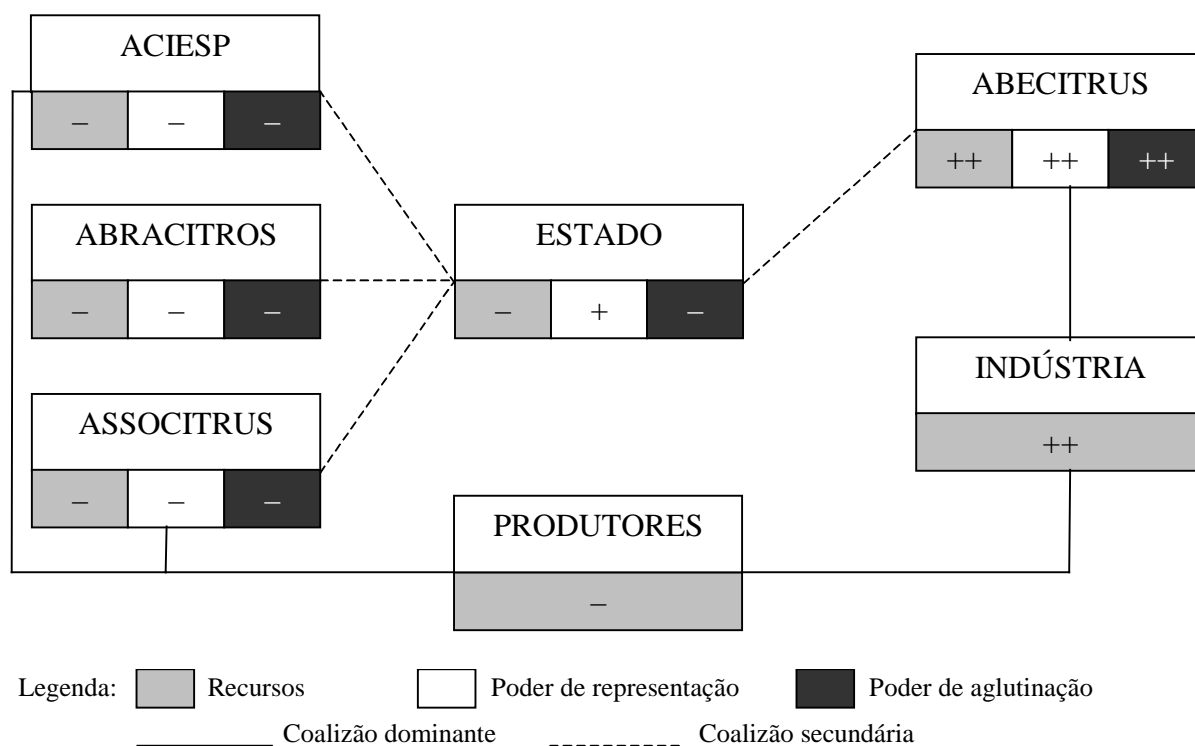 ACIESP
– – –
ABECITRUS
++ ++ ++
ABRACITROS
– – –
ESTADO
– + –
INDÚSTRIA
++
ASSOCITRUS
– – –
PRODUTORES
–
Legenda: Recursos Poder de representação Poder de aglutinação
Coalizão dominante Coalizão secundária